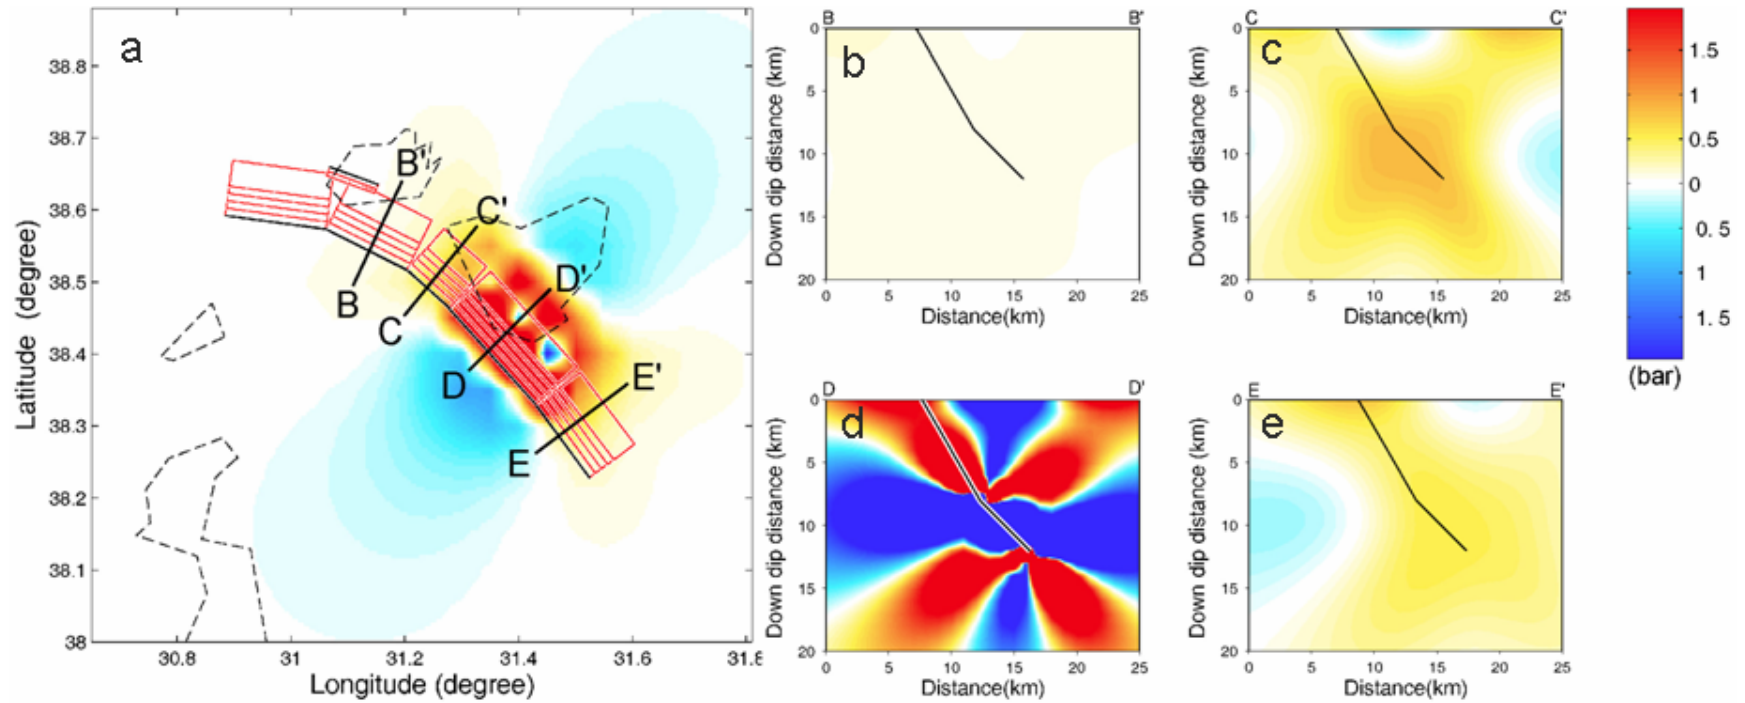 a
38.8
38.7
38.6
38.5
38.4
38.3
38.2
38.1
38
Latitude (degree)
30.8
31
31.2
31.4
31.6
Longitude (degree)
B'
B
C'
C
D'
D
E'
E
B
B'
b
0
5
10
15
20
Down dip distance (km)
0
5
10
15
20
25
Distance(km)
C
C'
c
0
5
10
15
20
Down dip distance (km)
0
5
10
15
20
25
Distance(km)
1.5
1
0.5
0
0.5
1
1.5
(bar)
D
D'
d
0
5
10
15
20
Down dip distance (km)
0
5
10
15
20
25
Distance(km)
E
E'
e
0
5
10
15
20
Down dip distance (km)
0
5
10
15
20
25
Distance(km)